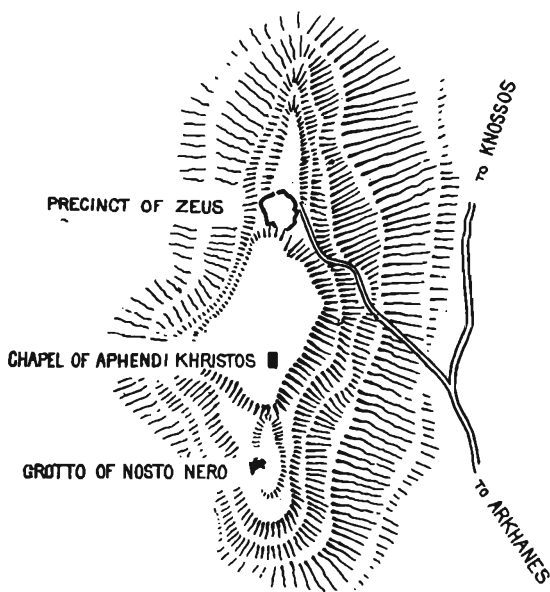 TO KNOSSOS
PRECINCT OF ZEUS
CHAPEL OF APHENDI KHRISTOS
GROTTO OF NOSTO NERO
TO ARKHANES